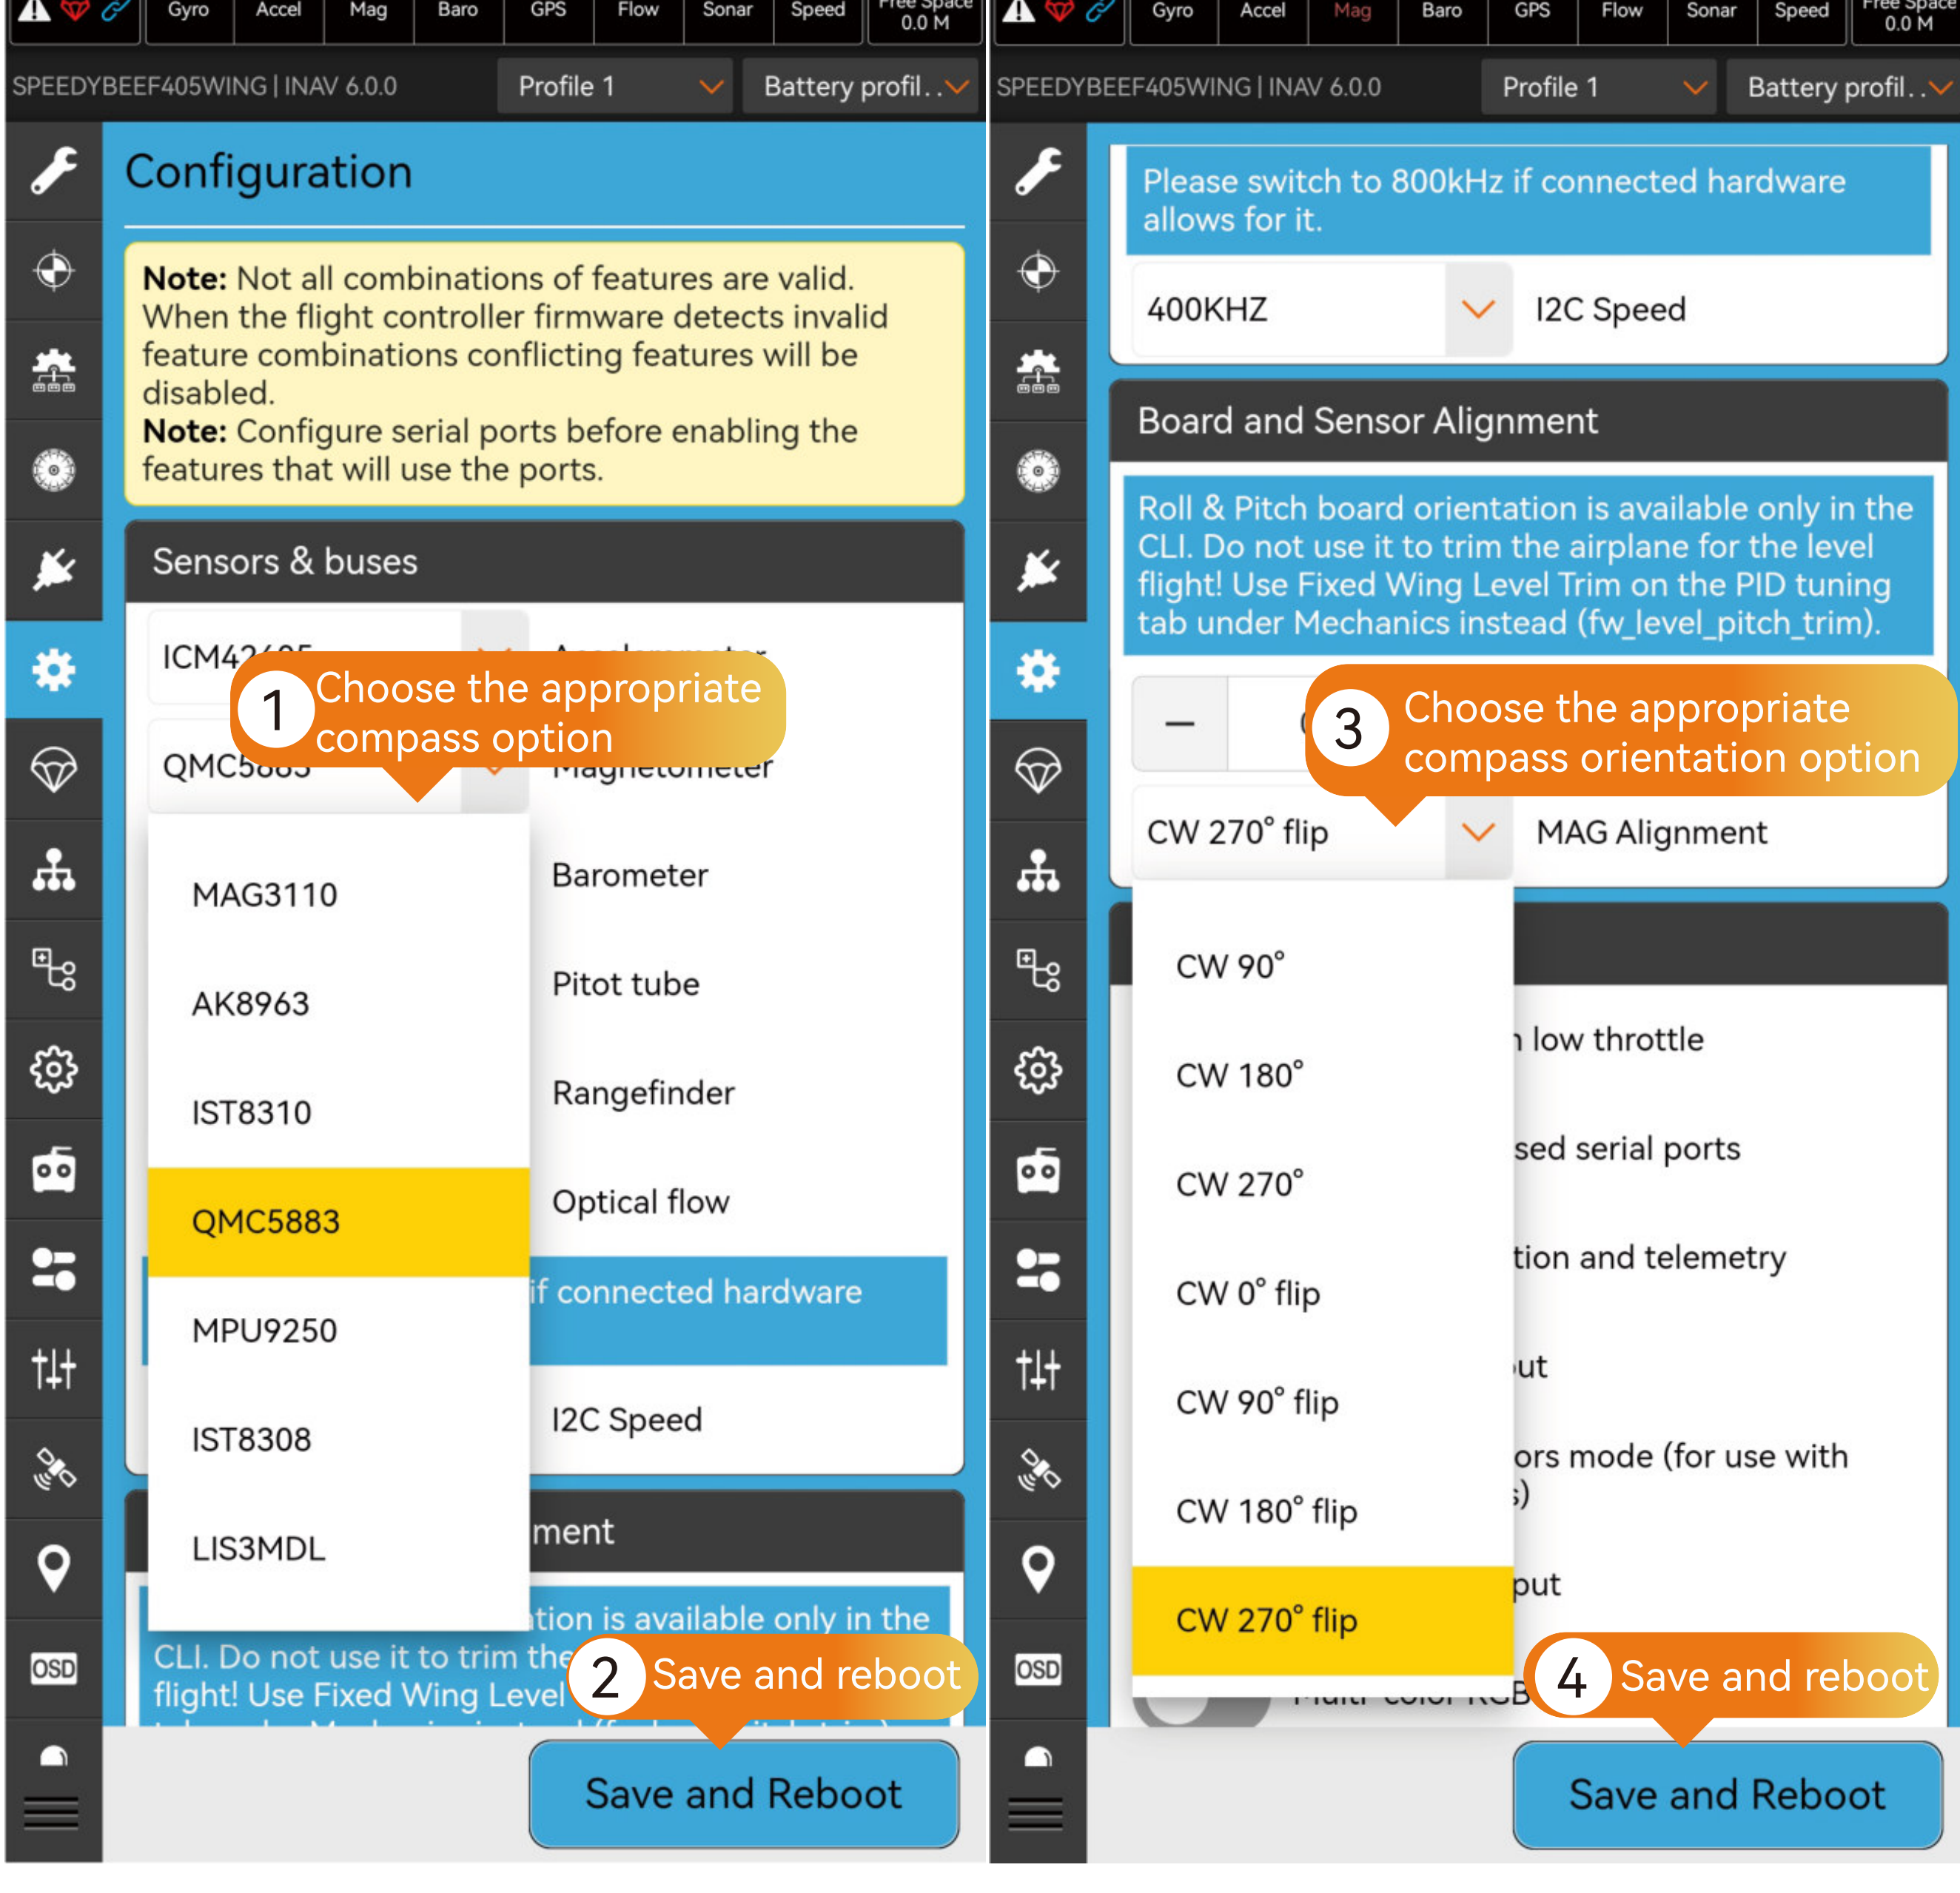 Gyro Accel Mag Baro GPS Flow Sonar Speed Free Space
0.0 M
SPEEDYBEEF405WING | INAV 6.0.0 Profile 1 Battery profil..
Configuration
Note: Not all combinations of features are valid.
When the flight controller firmware detects invalid
feature combinations conflicting features will be
disabled.
Note: Configure serial ports before enabling the
features that will use the ports.
Sensors & buses
1 Choose the appropriate
compass option
QMC5883 Magnetometer
MAG3110
Barometer
AK8963
Pitot tube
IST8310
Rangefinder
QMC5883
Optical flow
if connected hardware
MPU9250
IST8308
I2C Speed
LIS3MDL
ment
tion is available only in the
CLI. Do not use it to trim the
flight! Use Fixed Wing Level
2 Save and reboot
OSD
Save and Reboot
Gyro Accel Mag Baro GPS Flow Sonar Speed Free Space
0.0 M
SPEEDYBEEF405WING | INAV 6.0.0 Profile 1 Battery profil..
Please switch to 800kHz if connected hardware
allows for it.
400KHZ I2C Speed
Board and Sensor Alignment
Roll & Pitch board orientation is available only in the
CLI. Do not use it to trim the airplane for the level
flight! Use Fixed Wing Level Trim on the PID tuning
tab under Mechanics instead (fw_level_pitch_trim).
3 Choose the appropriate
compass orientation option
CW 270° flip MAG Alignment
CW 90°
low throttle
CW 180°
sed serial ports
CW 270°
tion and telemetry
CW 0° flip
ut
CW 90° flip
ors mode (for use with
s)
CW 180° flip
put
CW 270° flip
4 Save and reboot
OSD
Save and Reboot